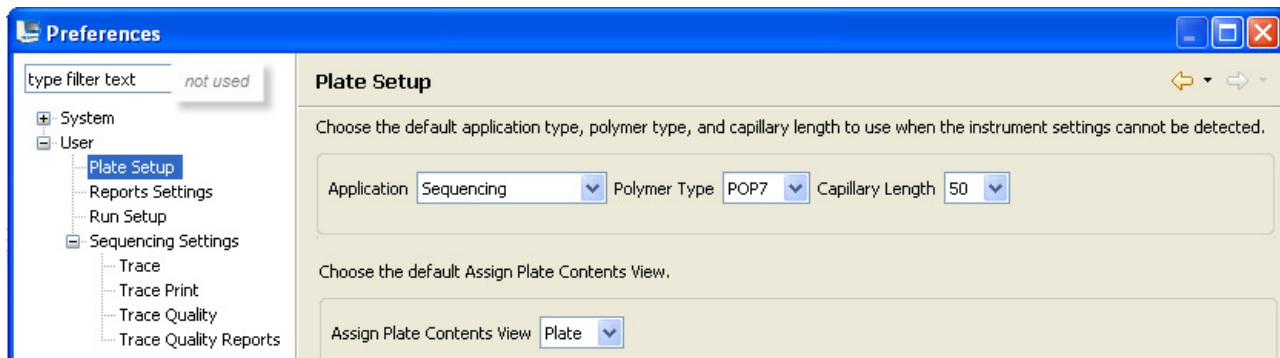 Preferences
type filter text
not used
System
User
Plate Setup
Reports Settings
Run Setup
Sequencing Settings
Trace
Trace Print
Trace Quality
Trace Quality Reports
Plate Setup
Choose the default application type, polymer type, and capillary length to use when the instrument settings cannot be detected.
Application Sequencing Polymer Type POP7 Capillary Length 50
Choose the default Assign Plate Contents View.
Assign Plate Contents View Plate